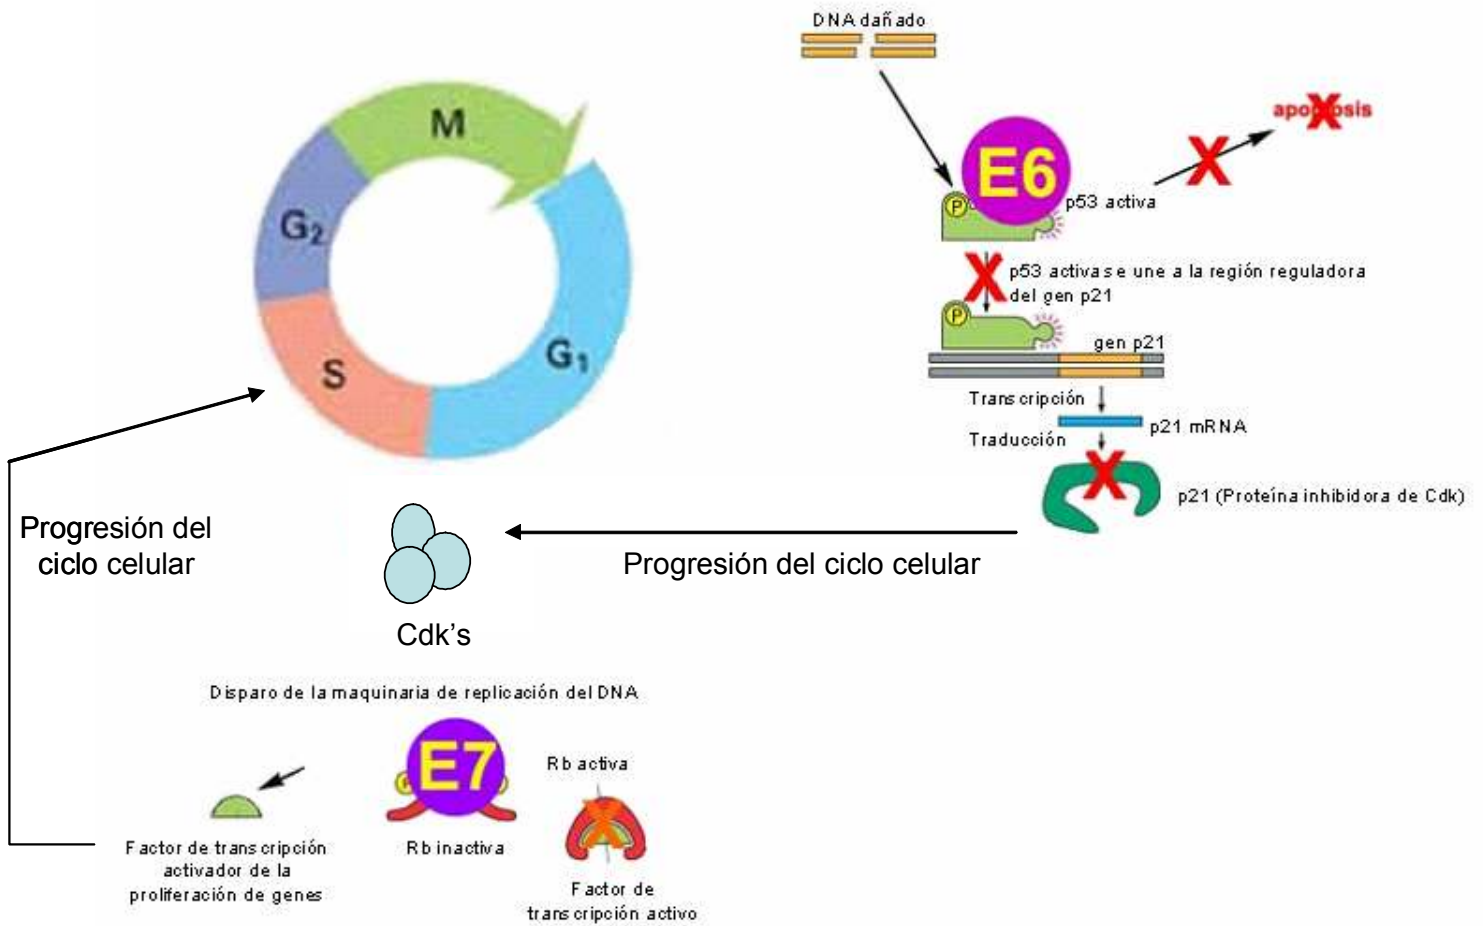 DNA dañado
M
G₂
S
G₁
E6
P
p53 activa
apoptosis
p53 activa se une a la región reguladora
del gen p21
P
gen p21
Transcripción
p21 mRNA
Traducción
p21 (Proteína inhibidora de Cdk)
Progresión del
ciclo celular
Progresión del ciclo celular
Cdk's
Disparo de la maquinaria de replicación del DNA
E7
Rb activa
Factor de transcripción
activador de la
proliferación de genes
Rb inactiva
Factor de
transcripción activo